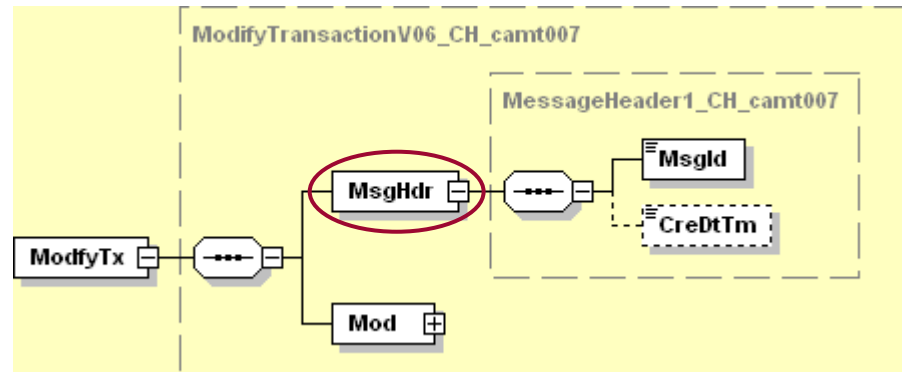 ModifyTransactionV06_CH_camt007
MessageHeader1_CH_camt007
MsgId
MsgHdr
CreDtTm
ModfyTx
Mod